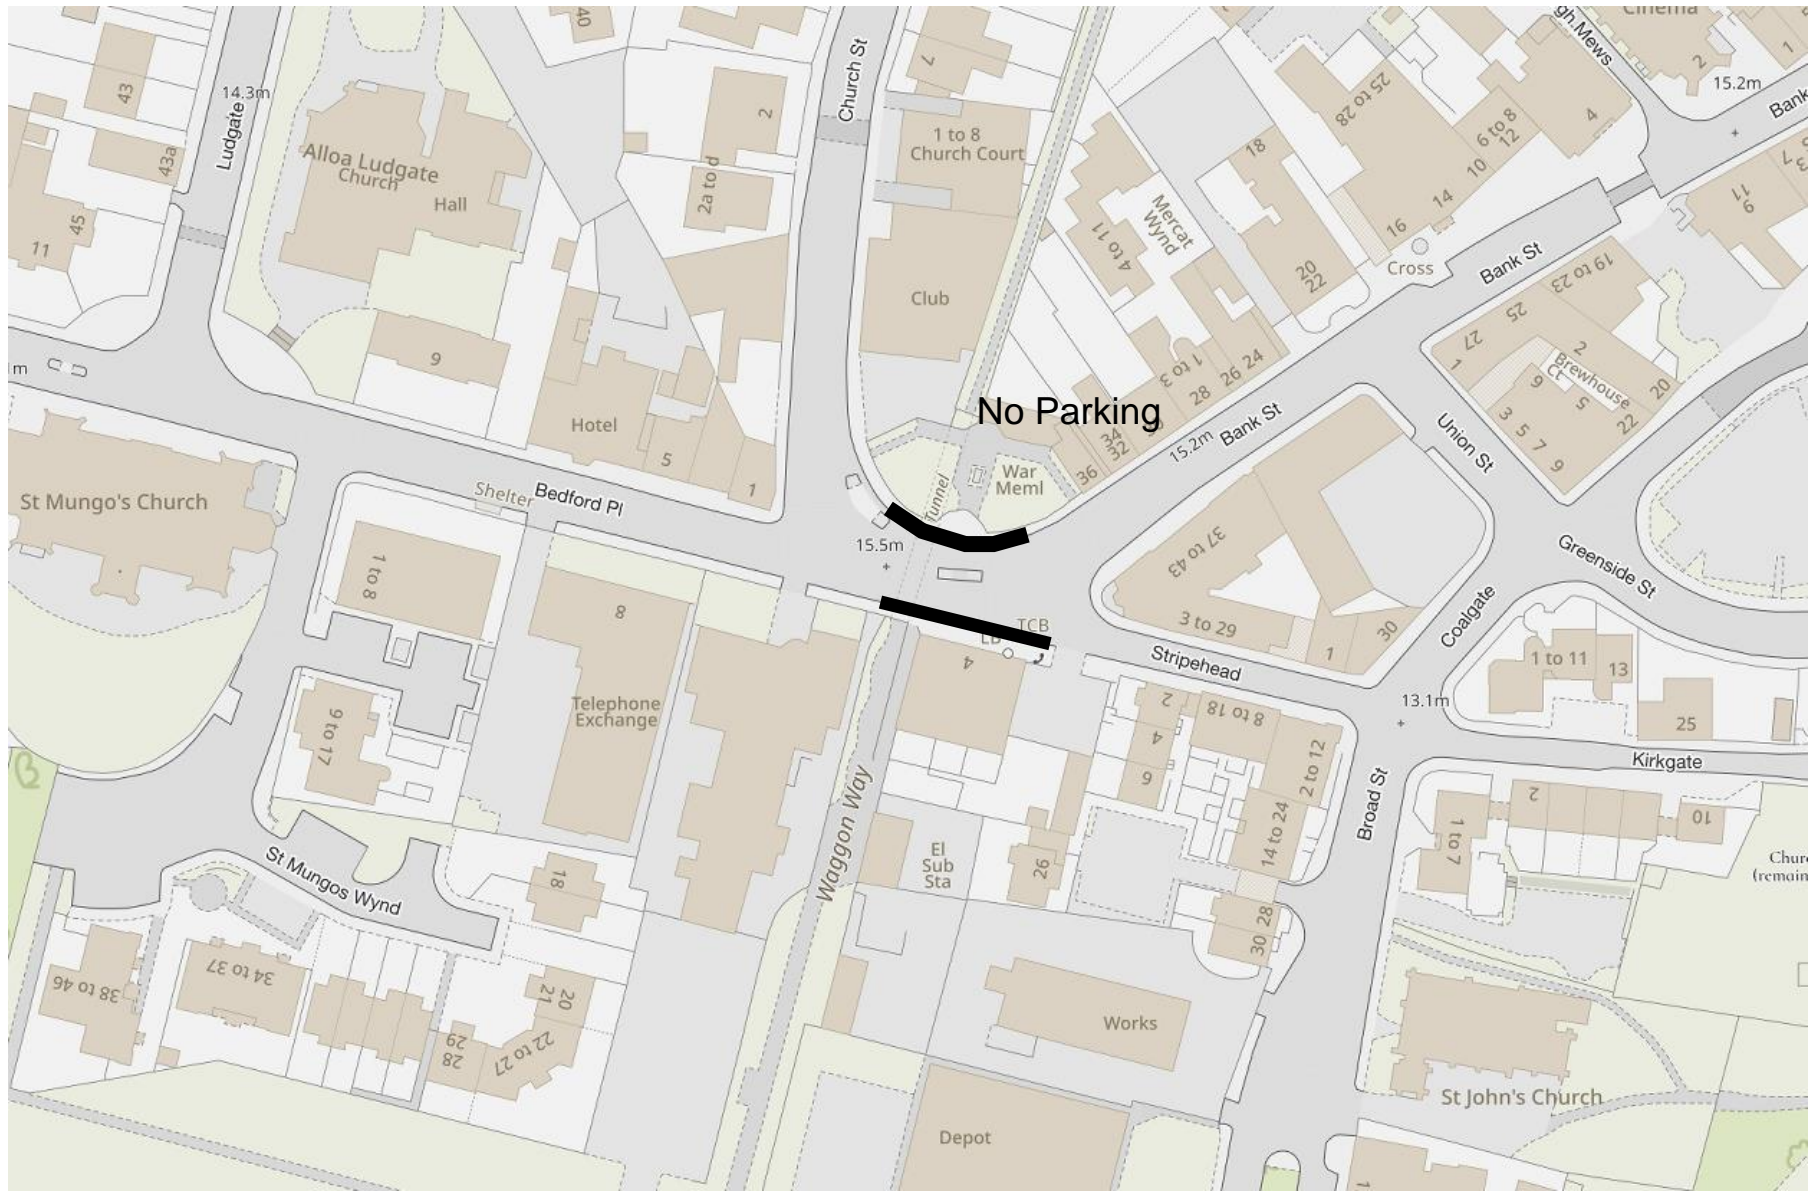 No Parking
Cinema
gh Mews
15.2m
Bank
40
7
Church St
43
14.3m
Ludgate
43a
45
11
Alloa Ludgate
Church
Hall
2
2a to d
1 to 8
Church Court
Club
18
25 to 28
6 to 8
12
10
14
16
4
2
1
Mercat
Wynd
4 to 11
20
22
Cross
Bank St
9
11
19 to 23
25
27
1
2
Brewhouse
Ct
20
22
9
5
3
5
7
9
1 to 3
24
26
28
34
32
36
15.2m
Bank St
Union St
9
Hotel
5
1
St Mungo's Church
Shelter
Bedford Pl
War
Meml
Tunnel
15.5m
37 to 43
3 to 29
1
30
Greenside St
Coalgate
1 to 8
8
TCB
LB
4
Stripehead
13.1m
1 to 11
13
25
Telephone
Exchange
9 to 17
2
4
6
8 to 18
2 to 12
14 to 24
Kirkgate
Broad St
1 to 7
2
10
Waggon Way
El
Sub
Sta
26
28
30
St Mungos Wynd
18
38 to 46
34 to 37
20
21
22 to 27
29
28
Works
St John's Church
Depot